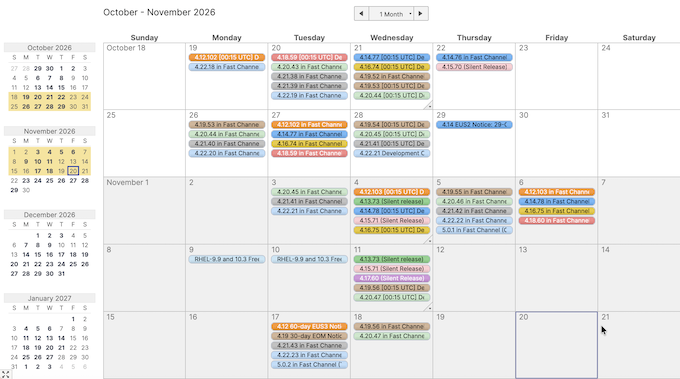 October - November 2026
1 Month
Sunday Monday Tuesday Wednesday Thursday Friday Saturday
October 18 19 20 21 22 23 24
4.12.102 [00:15 UTC] D
4.22.18 in Fast Channe
4.18.59 [00:15 UTC] D
4.20.43 in Fast Channe
4.21.38 in Fast Channe
4.21.39 in Fast Channe
4.22.19 in Fast Channe
4.14.77 [00:15 UTC] De
4.16.74 [00:15 UTC] De
4.19.52 in Fast Channe
4.19.53 [00:15 UTC] De
4.20.44 [00:15 UTC] De
4.14.76 in Fast Channe
4.15.70 (Silent Release)
25 26 27 28 29 30 31
4.19.53 in Fast Channe
4.20.44 in Fast Channe
4.21.40 in Fast Channe
4.22.20 in Fast Channe
4.12.102 in Fast Chann
4.14.77 in Fast Channe
4.16.74 in Fast Channe
4.18.59 in Fast Channe
4.19.54 [00:15 UTC] De
4.20.45 [00:15 UTC] De
4.21.41 [00:15 UTC] De
4.22.21 Development C
4.14 EUS2 Notice: 29-C
November 1 2 3 4 5 6 7
4.20.45 in Fast Channe
4.21.41 in Fast Channe
4.22.21 in Fast Channe
4.12.103 [00:15 UTC] D
4.13.73 (Silent release)
4.14.78 [00:15 UTC] De
4.15.71 (Silent Release)
4.16.75 [00:15 UTC] De
4.19.55 in Fast Channe
4.20.46 in Fast Channe
4.21.42 in Fast Channe
4.22.22 in Fast Channe
5.0.1 in Fast Channel (C
4.12.103 in Fast Chann
4.14.78 in Fast Channe
4.16.75 in Fast Channe
4.18.60 in Fast Channe
8 9 10 11 12 13 14
RHEL-9.9 and 10.3 Free
RHEL-9.9 and 10.3 Free
4.13.73 (Silent Release)
4.15.71 (Silent Release)
4.17.60 (Silent Release)
4.19.56 [00:15 UTC] De
4.20.47 [00:15 UTC] De
15 16 17 18 19 20 21
4.12 60-day EUS3 Noti
4.19 30-day EOM Notic
4.21.43 in Fast Channe
4.22.23 in Fast Channe
5.0.2 in Fast Channel (
4.19.56 in Fast Channe
4.20.47 in Fast Channe
October 2026
S M T W T F S
27 28 29 30 1 2 3
4 5 6 7 8 9 10
11 12 13 14 15 16 17
18 19 20 21 22 23 24
25 26 27 28 29 30 31
November 2026
S M T W T F S
1 2 3 4 5 6 7
8 9 10 11 12 13 14
15 16 17 18 19 20 21
22 23 24 25 26 27 28
29 30
December 2026
S M T W T F S
1 2 3 4 5
6 7 8 9 10 11 12
13 14 15 16 17 18 19
20 21 22 23 24 25 26
27 28 29 30 31
January 2027
S M T W T F S
1 2
3 4 5 6 7 8 9
10 11 12 13 14 15 16
17 18 19 20 21 22 23
24 25 26 27 28 29 30
31 1 2 3 4 5 6